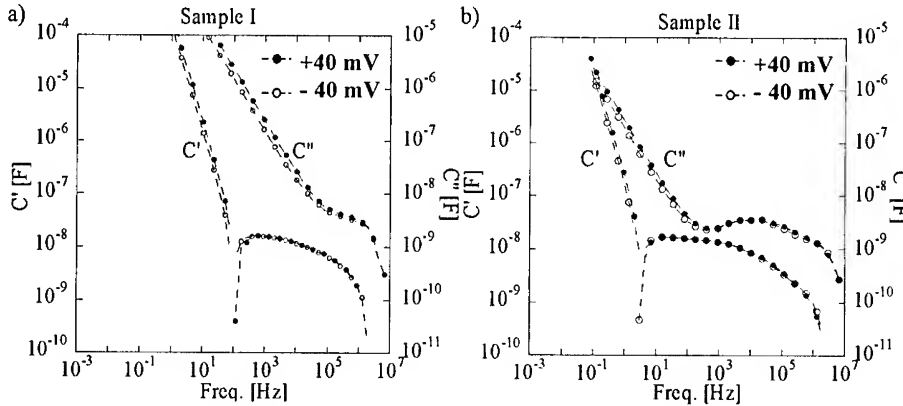 a)
Sample I
10^-4
10^-5
10^-6
10^-7
10^-8
10^-9
10^-10
C' [F]
10^-5
10^-6
10^-7
10^-8
10^-9
10^-10
10^-11
C'' [F]
+40 mV
- 40 mV
C'
C''
10^-3
10^-1
10^1
10^3
10^5
10^7
Freq. [Hz]
b)
Sample II
10^-4
10^-5
10^-6
10^-7
10^-8
10^-9
10^-10
C' [F]
10^-5
10^-6
10^-7
10^-8
10^-9
10^-10
10^-11
[F]
+40 mV
- 40 mV
C'
C''
10^-3
10^-1
10^1
10^3
10^5
10^7
Freq. [Hz]